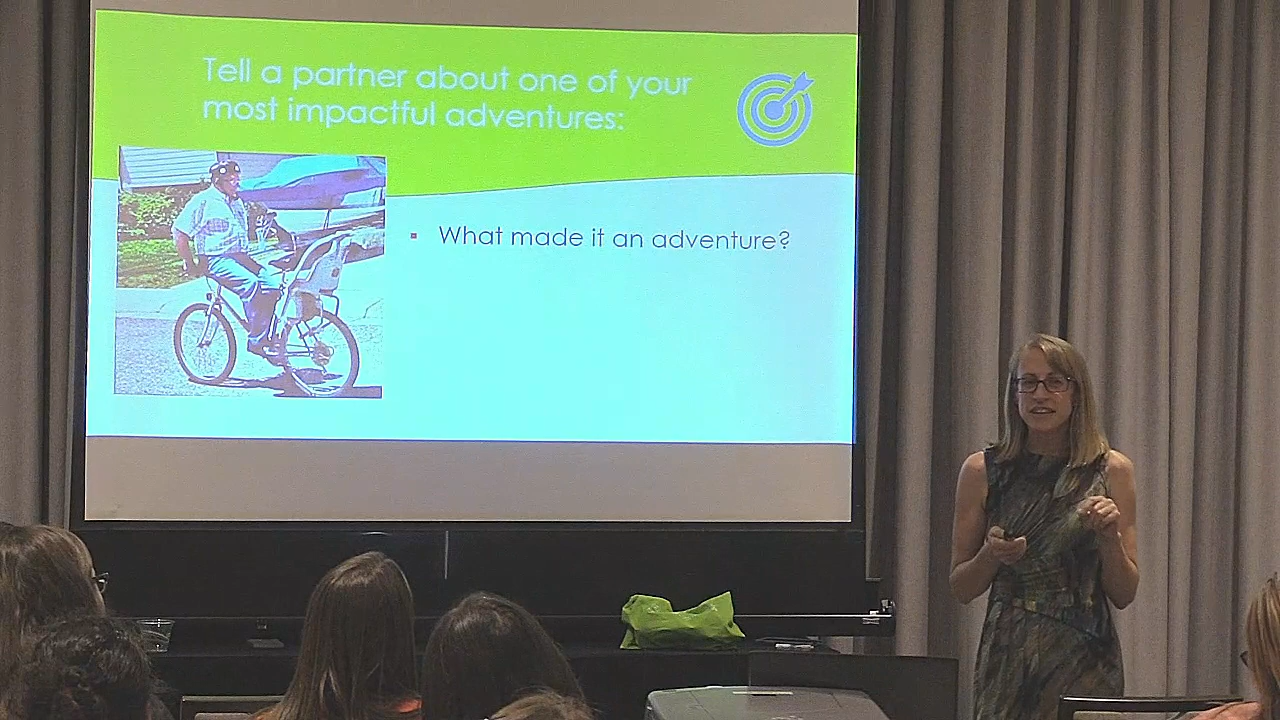 Tell a partner about one of your
most impactful adventures:
What made it an adventure?